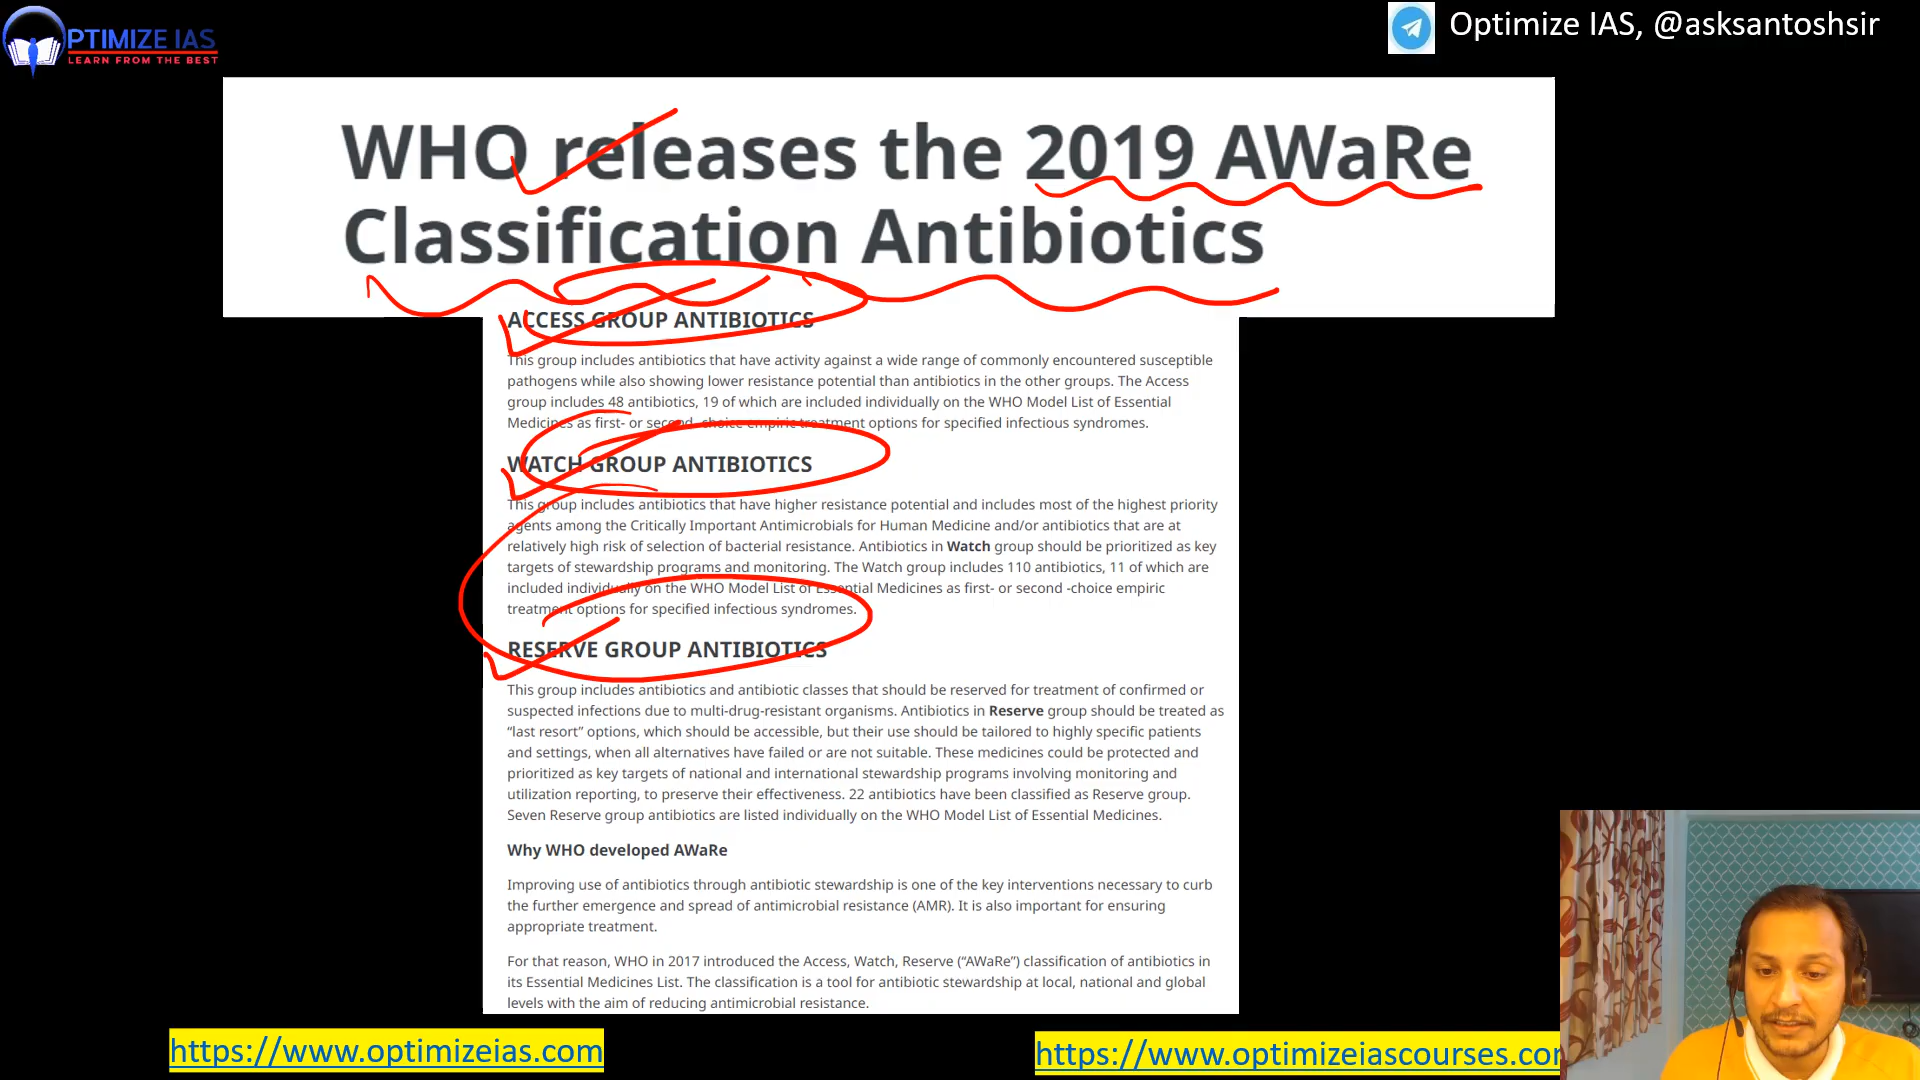 PTIMIZE IAS
LEARN FROM THE BEST
Optimize IAS, @asksantoshsir
WHO releases the 2019 AWaRe
Classification Antibiotics
ACCESS GROUP ANTIBIOTICS
This group includes antibiotics that have activity against a wide range of commonly encountered susceptible
pathogens while also showing lower resistance potential than antibiotics in the other groups. The Access
group includes 48 antibiotics, 19 of which are included individually on the WHO Model List of Essential
Medicines as first- or second -choice empiric treatment options for specified infectious syndromes.
WATCH GROUP ANTIBIOTICS
This group includes antibiotics that have higher resistance potential and includes most of the highest priority
agents among the Critically Important Antimicrobials for Human Medicine and/or antibiotics that are at
relatively high risk of selection of bacterial resistance. Antibiotics in Watch group should be prioritized as key
targets of stewardship programs and monitoring. The Watch group includes 110 antibiotics, 11 of which are
included individually on the WHO Model List of Essential Medicines as first- or second -choice empiric
treatment options for specified infectious syndromes.
RESERVE GROUP ANTIBIOTICS
This group includes antibiotics and antibiotic classes that should be reserved for treatment of confirmed or
suspected infections due to multi-drug-resistant organisms. Antibiotics in Reserve group should be treated as
“last resort” options, which should be accessible, but their use should be tailored to highly specific patients
and settings, when all alternatives have failed or are not suitable. These medicines could be protected and
prioritized as key targets of national and international stewardship programs involving monitoring and
utilization reporting, to preserve their effectiveness. 22 antibiotics have been classified as Reserve group.
Seven Reserve group antibiotics are listed individually on the WHO Model List of Essential Medicines.
Why WHO developed AWaRe
Improving use of antibiotics through antibiotic stewardship is one of the key interventions necessary to curb
the further emergence and spread of antimicrobial resistance (AMR). It is also important for ensuring
appropriate treatment.
For that reason, WHO in 2017 introduced the Access, Watch, Reserve (“AWaRe”) classification of antibiotics in
its Essential Medicines List. The classification is a tool for antibiotic stewardship at local, national and global
levels with the aim of reducing antimicrobial resistance.
https://www.optimizeias.com
https://www.optimizeiascourses.co